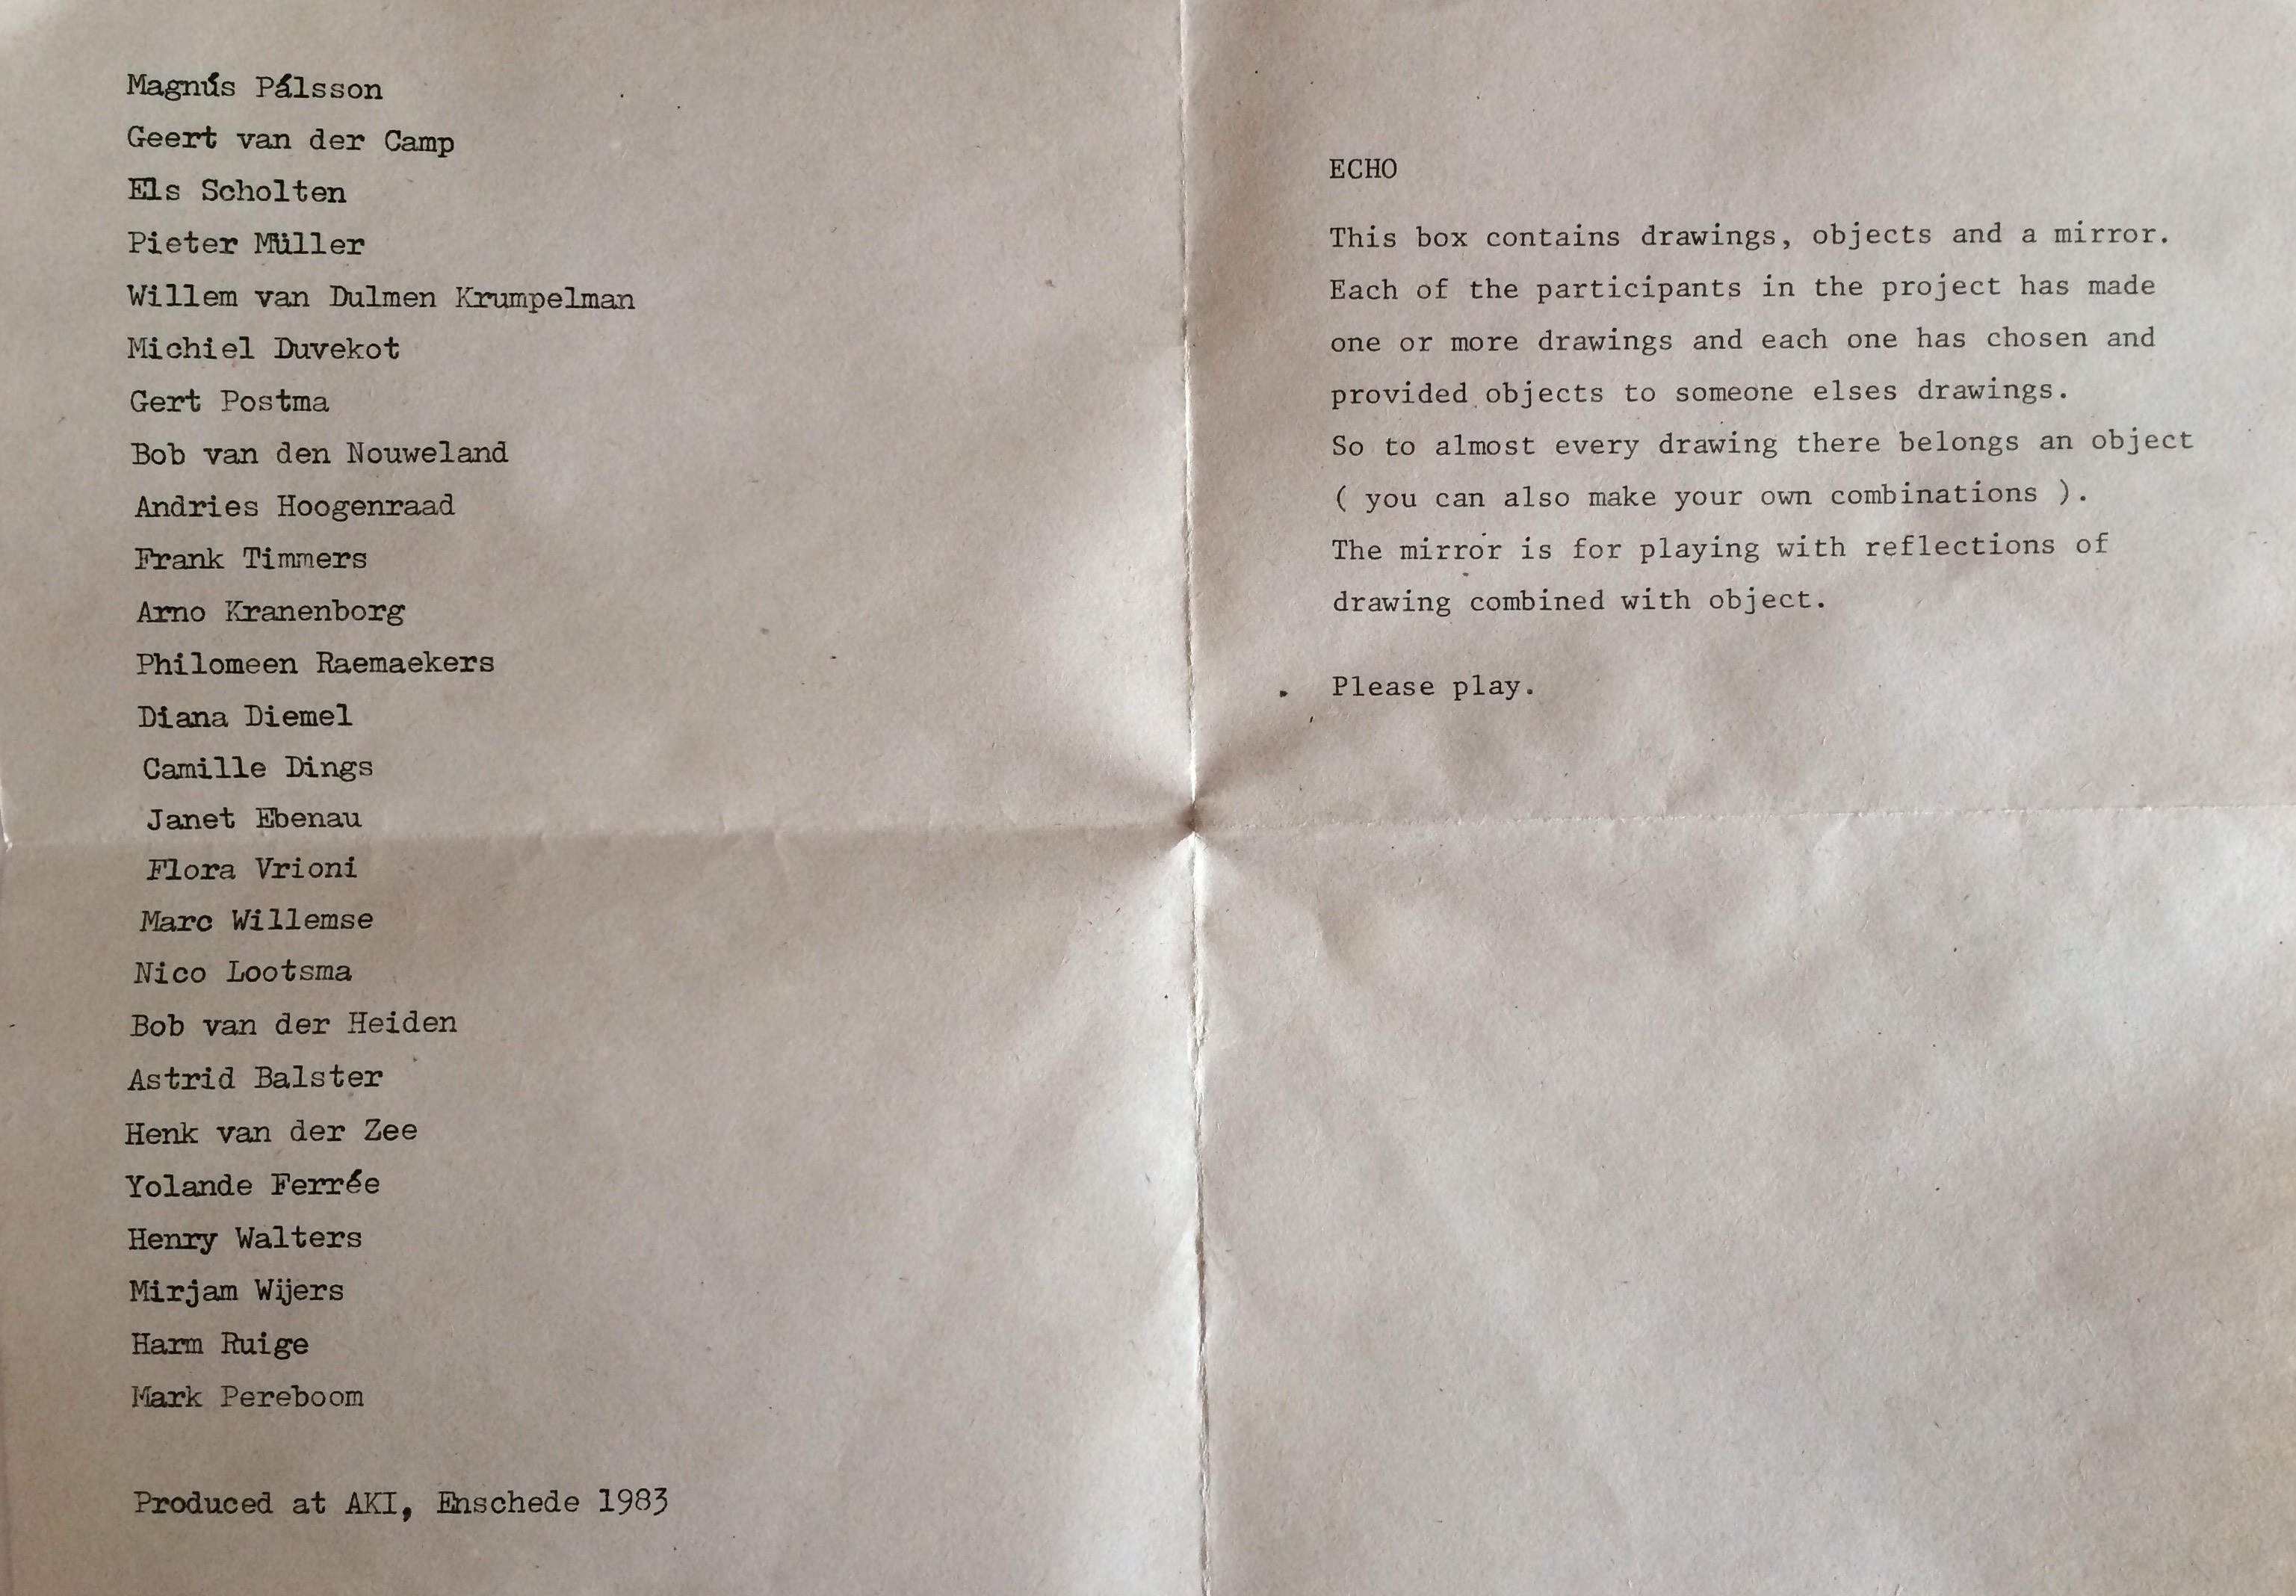 Magnús Pálsson
Geert van der Camp
Els Scholten
Pieter Müller
Willem van Dulmen Krumpelman
Michiel Duvekot
Gert Postma
Bob van den Nouweland
Andries Hoogenraad
Frank Timmers
Arno Kranenborg
Philomeen Raemaekers
Diana Diemel
Camille Dings
Janet Ebenau
Flora Vrioni
Marc Willemse
Nico Lootsma
Bob van der Heiden
Astrid Balster
Henk van der Zee
Yolande Ferrée
Henry Walters
Mirjam Wijers
Harm Ruige
Mark Pereboom
Produced at AKI, Enschede 1983
ECHO
This box contains drawings, objects and a mirror.
Each of the participants in the project has made
one or more drawings and each one has chosen and
provided objects to someone elses drawings.
So to almost every drawing there belongs an object
( you can also make your own combinations ).
The mirror is for playing with reflections of
drawing combined with object.
Please play.